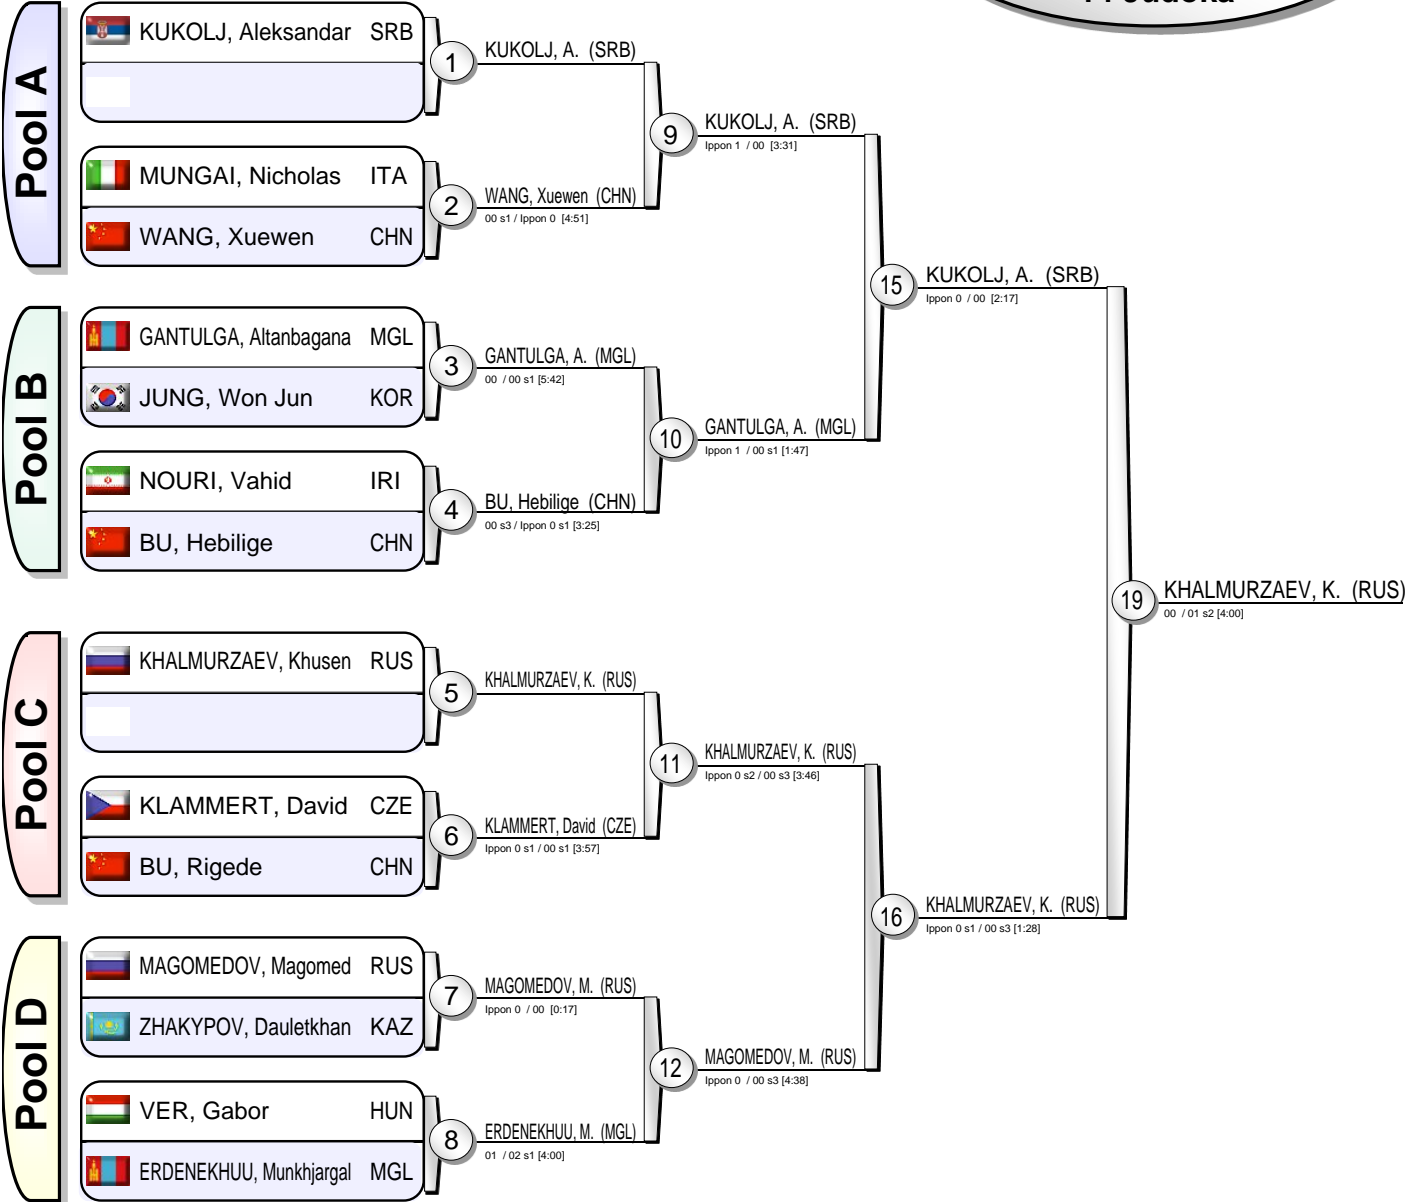 Pool A
KUKOLJ, Aleksandar SRB
MUNGAI, Nicholas ITA
WANG, Xuewen CHN
Pool B
GANTULGA, Altanbagana MGL
JUNG, Won Jun KOR
NOURI, Vahid IRI
BU, Hebilige CHN
Pool C
KHALMURZAEV, Khusen RUS
KLAMMERT, David CZE
BU, Rigede CHN
Pool D
MAGOMEDOV, Magomed RUS
ZHAKYPOV, Dauletkhan KAZ
VER, Gabor HUN
ERDENEKHUU, Munkhjargal MGL
1
KUKOLJ, A. (SRB)
2
WANG, Xuewen (CHN)
00 s1 / Ippon 0 [4:51]
3
GANTULGA, A. (MGL)
00 / 00 s1 [5:42]
4
BU, Hebilige (CHN)
00 s3 / Ippon 0 s1 [3:25]
5
KHALMURZAEV, K. (RUS)
6
KLAMMERT, David (CZE)
Ippon 0 s1 / 00 s1 [3:57]
7
MAGOMEDOV, M. (RUS)
Ippon 0 / 00 [0:17]
8
ERDENEKHUU, M. (MGL)
01 / 02 s1 [4:00]
9
KUKOLJ, A. (SRB)
Ippon 1 / 00 [3:31]
10
GANTULGA, A. (MGL)
Ippon 1 / 00 s1 [1:47]
11
KHALMURZAEV, K. (RUS)
Ippon 0 s2 / 00 s3 [3:46]
12
MAGOMEDOV, M. (RUS)
Ippon 0 / 00 s3 [4:38]
15
KUKOLJ, A. (SRB)
Ippon 0 / 00 [2:17]
16
KHALMURZAEV, K. (RUS)
Ippon 0 s1 / 00 s3 [1:28]
19
KHALMURZAEV, K. (RUS)
00 / 01 s2 [4:00]